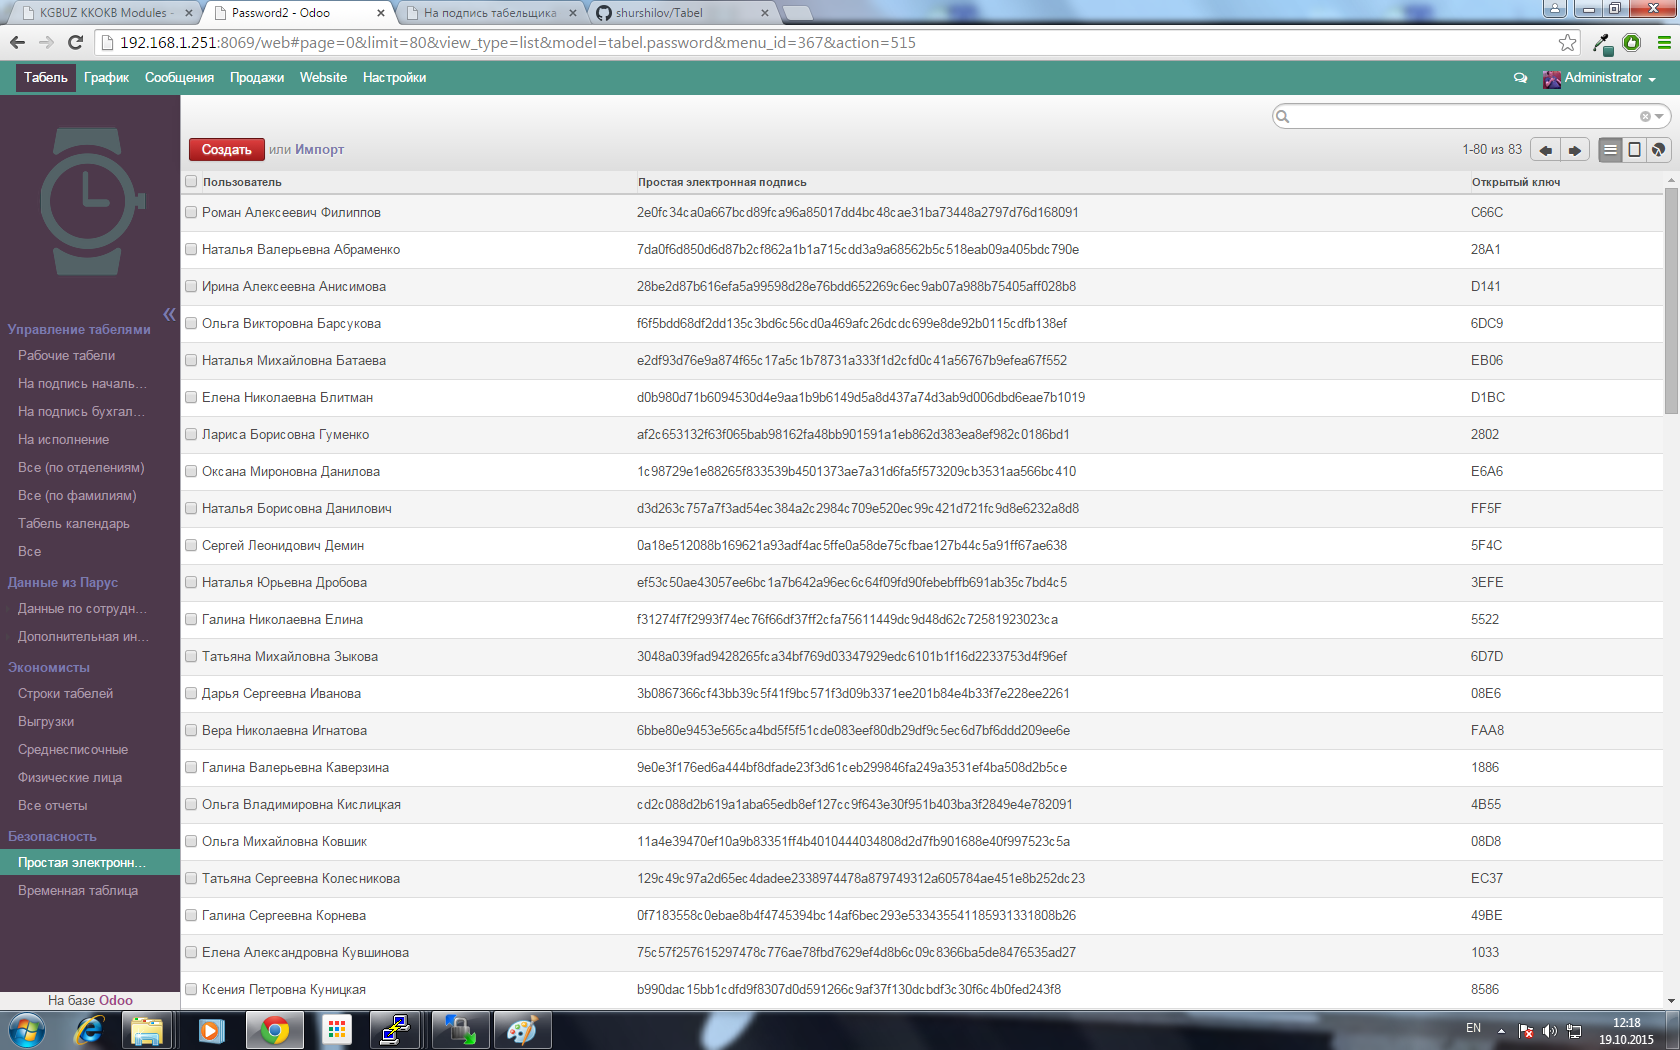 KGBUZ KKOKB Modules -
Password2 - Odoo
На подпись табельщика
shurshilov/Tabel
192.168.1.251:8069/web#page=0&limit=80&view_type=list&model=tabel.password&menu_id=367&action=515
Табель График Сообщения Продажи Website Настройки
Administrator
Создать или Импорт
1-80 из 83
Управление табелями
Рабочие табели
На подпись началь...
На подпись бухгал...
На исполнение
Все (по отделениям)
Все (по фамилиям)
Табель календарь
Все
Данные из Парус
Данные по сотрудн...
Дополнительная ин...
Экономисты
Строки табелей
Выгрузки
Среднесписочные
Физические лица
Все отчеты
Безопасность
Простая электронн...
Временная таблица
На базе Odoo
Пользователь Простая электронная подпись Открытый ключ
Роман Алексеевич Филиппов 2e0fc34ca0a667bcd89fca96a85017dd4bc48cae31ba73448a2797d76d168091 C66C
Наталья Валерьевна Абраменко 7da0f6d850d6d87b2cf862a1b1a715cdd3a9a68562b5c518eab09a405bdc790e 28A1
Ирина Алексеевна Анисимова 28be2d87b616efa5a99598d28e76bdd652269c6ec9ab07a988b75405aff028b8 D141
Ольга Викторовна Барсукова f6f5bdd68df2dd135c3bd6c56cd0a469afc26dcdc699e8de92b0115cdfb138ef 6DC9
Наталья Михайловна Батаева e2df93d76e9a874f65c17a5c1b78731a333f1d2cfd0c41a56767b9efea67f552 EB06
Елена Николаевна Блитман d0b980d71b6094530d4e9aa1b9b6149d5a8d437a74d3ab9d006dbd6eae7b1019 D1BC
Лариса Борисовна Гуменко af2c653132f63f065bab98162fa48bb901591a1eb862d383ea8ef982c0186bd1 2802
Оксана Мироновна Данилова 1c98729e1e88265f833539b4501373ae7a31d6fa5f573209cb3531aa566bc410 E6A6
Наталья Борисовна Данилович d3d263c757a7f3ad54ec384a2c2984c709e520ec99c421d721fc9d8e6232a8d8 FF5F
Сергей Леонидович Демин 0a18e512088b169621a93adf4ac5ffe0a58de75cfbae127b44c5a91ff67ae638 5F4C
Наталья Юрьевна Дробова ef53c50ae43057ee6bc1a7b642a96ec6c64f09fd90febebffb691ab35c7bd4c5 3EFE
Галина Николаевна Елина f31274f7f2993f74ec76f66df37ff2cfa75611449dc9d48d62c72581923023ca 5522
Татьяна Михайловна Зыкова 3048a039fad9428265fca34bf769d03347929edc6101b1f16d2233753d4f96ef 6D7D
Дарья Сергеевна Иванова 3b0867366cf43bb39c5f41f9bc571f3d09b3371ee201b84e4b33f7e228ee2261 08E6
Вера Николаевна Игнатова 6bbe80e9453e565ca4bd5f5f51cde083eef80db29df9c5ec6d7bf6ddd209ee6e FAA8
Галина Валерьевна Каверзина 9e0e3f176ed6a444bf8dfade23f3d61ceb299846fa249a3531ef4ba508d2b5ce 1886
Ольга Владимировна Кислицкая cd2c088d2b619a1aba65edb8ef127cc9f643e30f951b403ba3f2849e4e782091 4B55
Ольга Михайловна Ковшик 11a4e39470ef10a9b83351ff4b4010444034808d2d7fb901688e40f997523c5a 08D8
Татьяна Сергеевна Колесникова 129c49c97a2d65ec4dadee2338974478a879749312a605784ae451e8b252dc23 EC37
Галина Сергеевна Корнева 0f7183558c0ebae8b4f4745394bc14af6bec293e533435541185931331808b26 49BE
Елена Александровна Кувшинова 75c57f257615297478c776ae78fbd7629ef4d8b6c09c8366ba5de8476535ad27 1033
Ксения Петровна Куницкая b990dac15bb1cdfd9f8307d0d591266c9af37f130dcbdf3c30f6c4b0fed243f8 8586
EN
12:18
19.10.2015